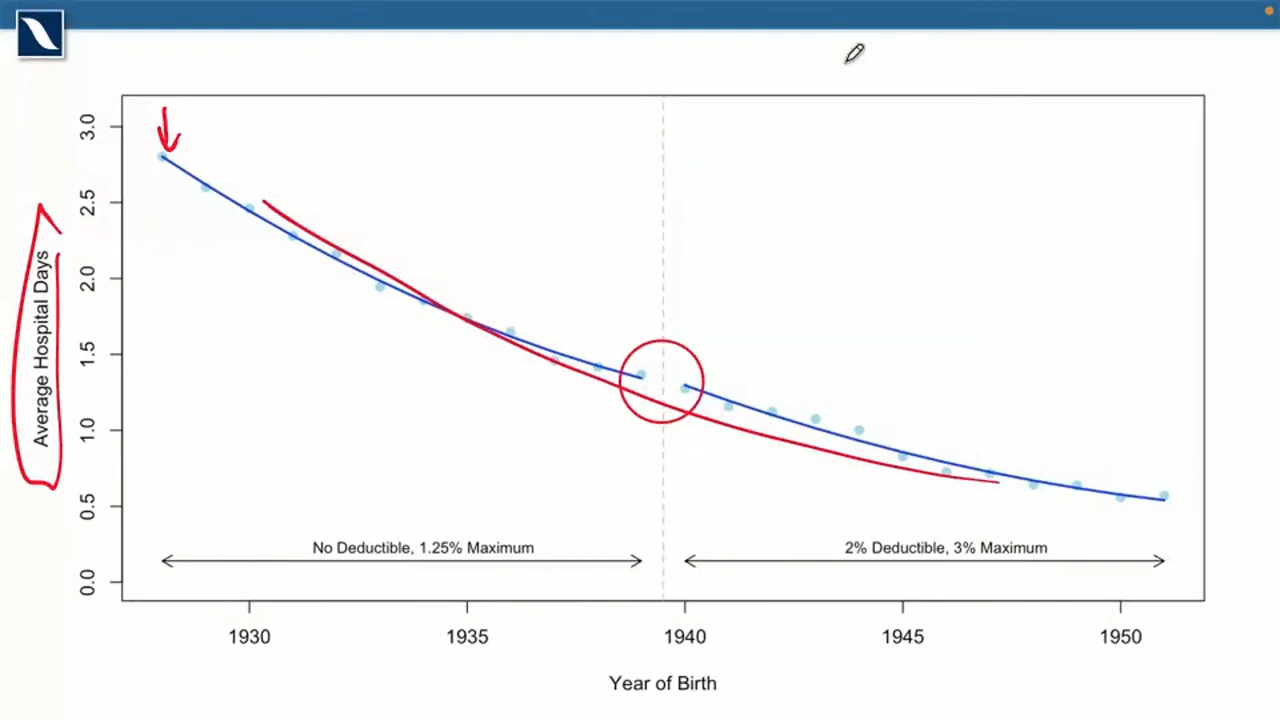 3.0
2.5
2.0
1.5
1.0
0.5
0.0
Average Hospital Days
No Deductible, 1.25% Maximum
2% Deductible, 3% Maximum
1930 1935 1940 1945 1950
Year of Birth